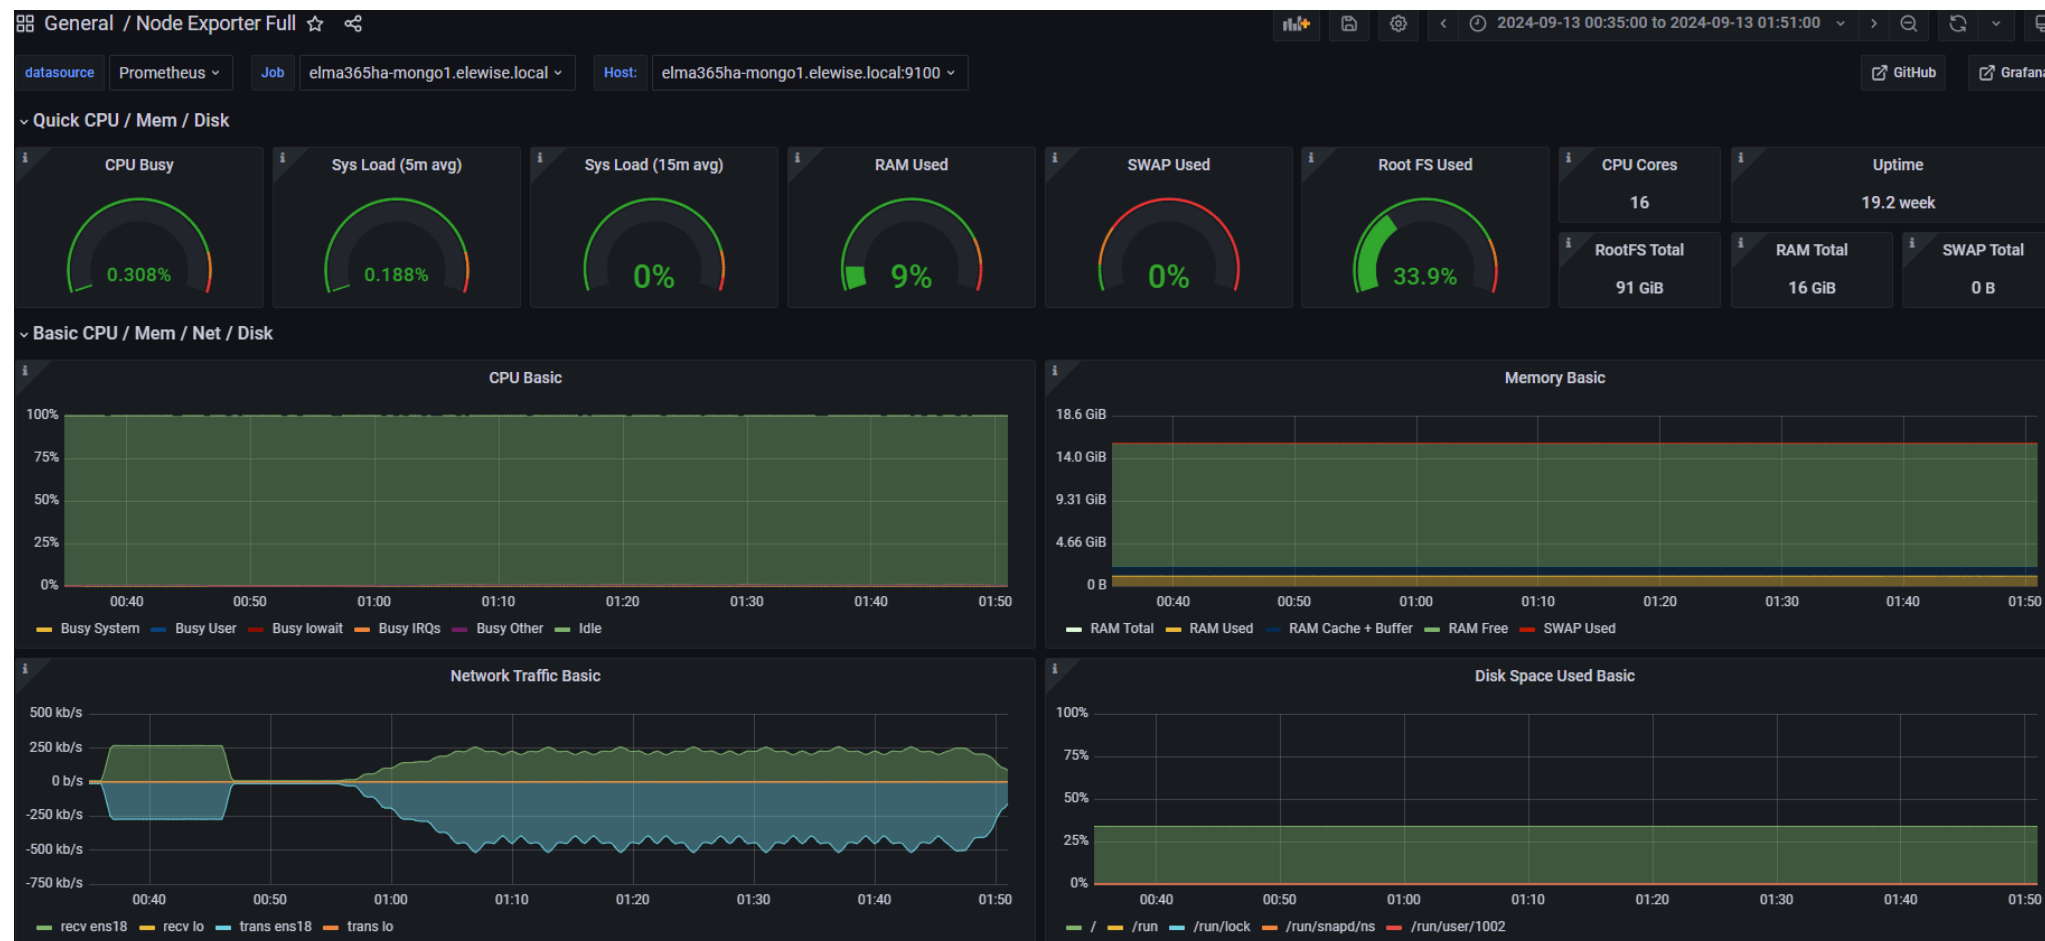 General / Node Exporter Full
2024-09-13 00:35:00 to 2024-09-13 01:51:00
datasource Prometheus Job elma365ha-mongo1.elewise.local Host: elma365ha-mongo1.elewise.local:9100 GitHub Grafana
Quick CPU / Mem / Disk
CPU Busy
0.308%
Sys Load (5m avg)
0.188%
Sys Load (15m avg)
0%
RAM Used
9%
SWAP Used
0%
Root FS Used
33.9%
CPU Cores
16
Uptime
19.2 week
RootFS Total
91 GiB
RAM Total
16 GiB
SWAP Total
0 B
Basic CPU / Mem / Net / Disk
CPU Basic
100%
75%
50%
25%
0%
00:40 00:50 01:00 01:10 01:20 01:30 01:40 01:50
Busy System Busy User Busy Iowait Busy IRQs Busy Other Idle
Memory Basic
18.6 GiB
14.0 GiB
9.31 GiB
4.66 GiB
0 B
00:40 00:50 01:00 01:10 01:20 01:30 01:40 01:50
RAM Total RAM Used RAM Cache + Buffer RAM Free SWAP Used
Network Traffic Basic
500 kb/s
250 kb/s
0 b/s
-250 kb/s
-500 kb/s
-750 kb/s
00:40 00:50 01:00 01:10 01:20 01:30 01:40 01:50
recv ens18 recv lo trans ens18 trans lo
Disk Space Used Basic
100%
75%
50%
25%
0%
00:40 00:50 01:00 01:10 01:20 01:30 01:40 01:50
/ /run /run/lock /run/snapd/ns /run/user/1002